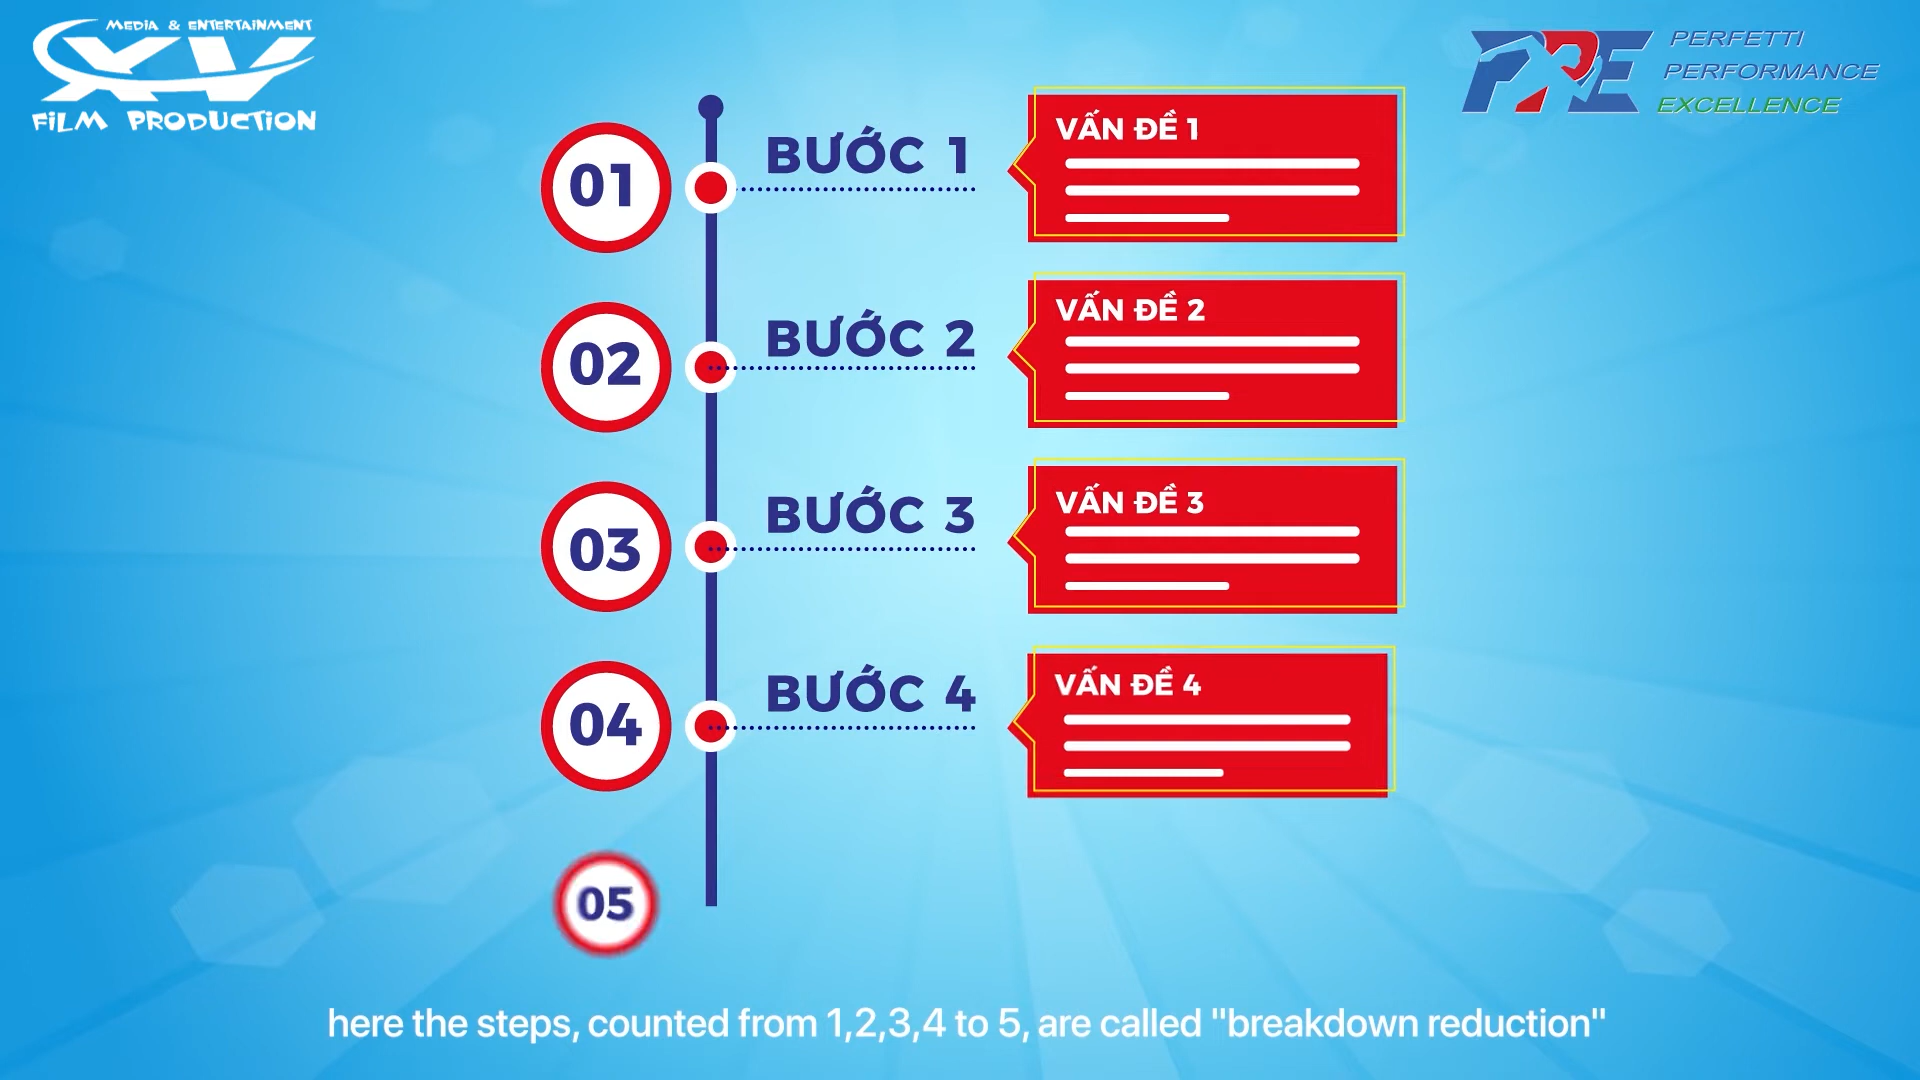 MEDIA & ENTERTAINMENT
XV
FILM PRODUCTION
PPE
PERFETTI
PERFORMANCE
EXCELLENCE
01
BƯỚC 1
VẤN ĐỀ 1
02
BƯỚC 2
VẤN ĐỀ 2
03
BƯỚC 3
VẤN ĐỀ 3
04
BƯỚC 4
VẤN ĐỀ 4
05
here the steps, counted from 1,2,3,4 to 5, are called "breakdown reduction"